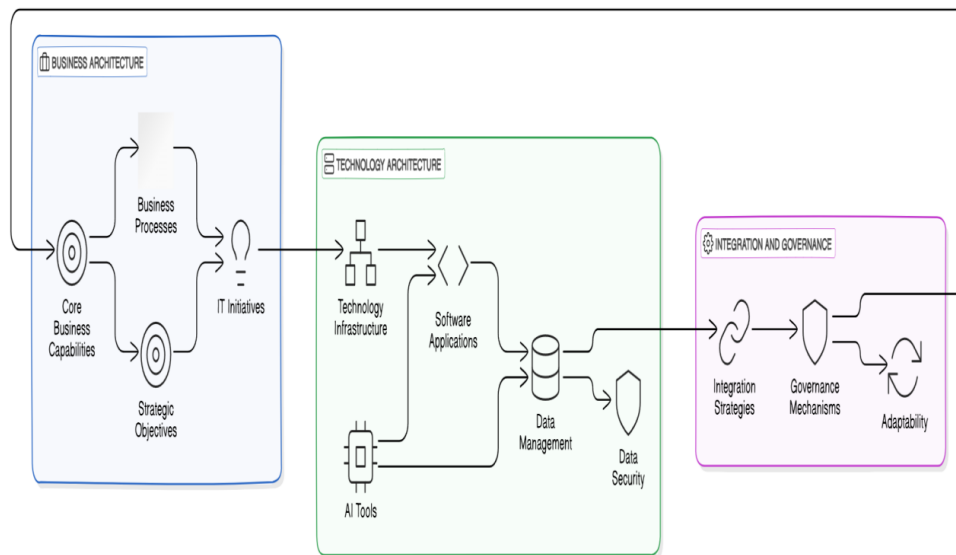 BUSINESS ARCHITECTURE
Business
Processes
Core
Business
Capabilities
IT Initiatives
Strategic
Objectives
TECHNOLOGY ARCHITECTURE
Technology
Infrastructure
Software
Applications
Data
Management
Data
Security
AI Tools
INTEGRATION AND GOVERNANCE
Integration
Strategies
Governance
Mechanisms
Adaptability